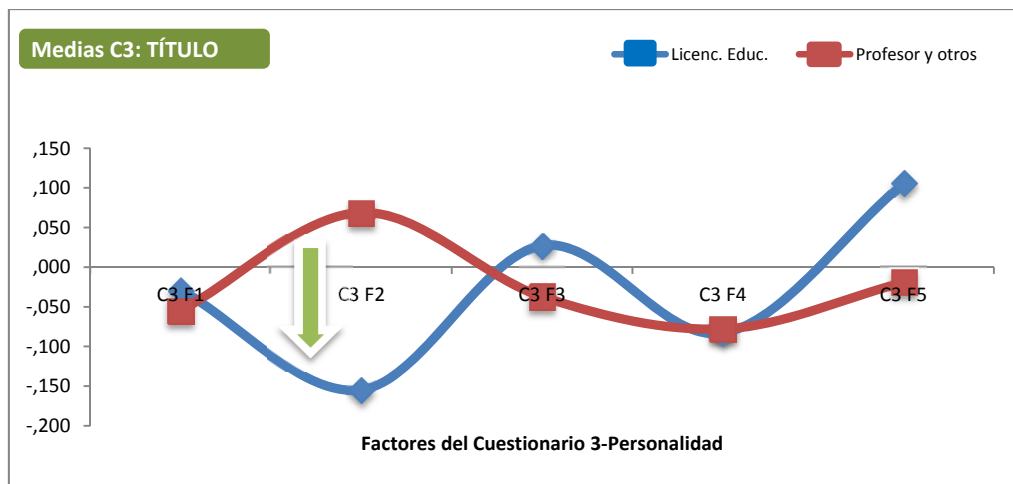 Medias C3: TÍTULO
Licenc. Educ.
Profesor y otros
,150
,100
,050
,000
-,050
-,100
-,150
-,200
C3 F1
C3 F2
C3 F3
C3 F4
C3 F5
Factores del Cuestionario 3-Personalidad